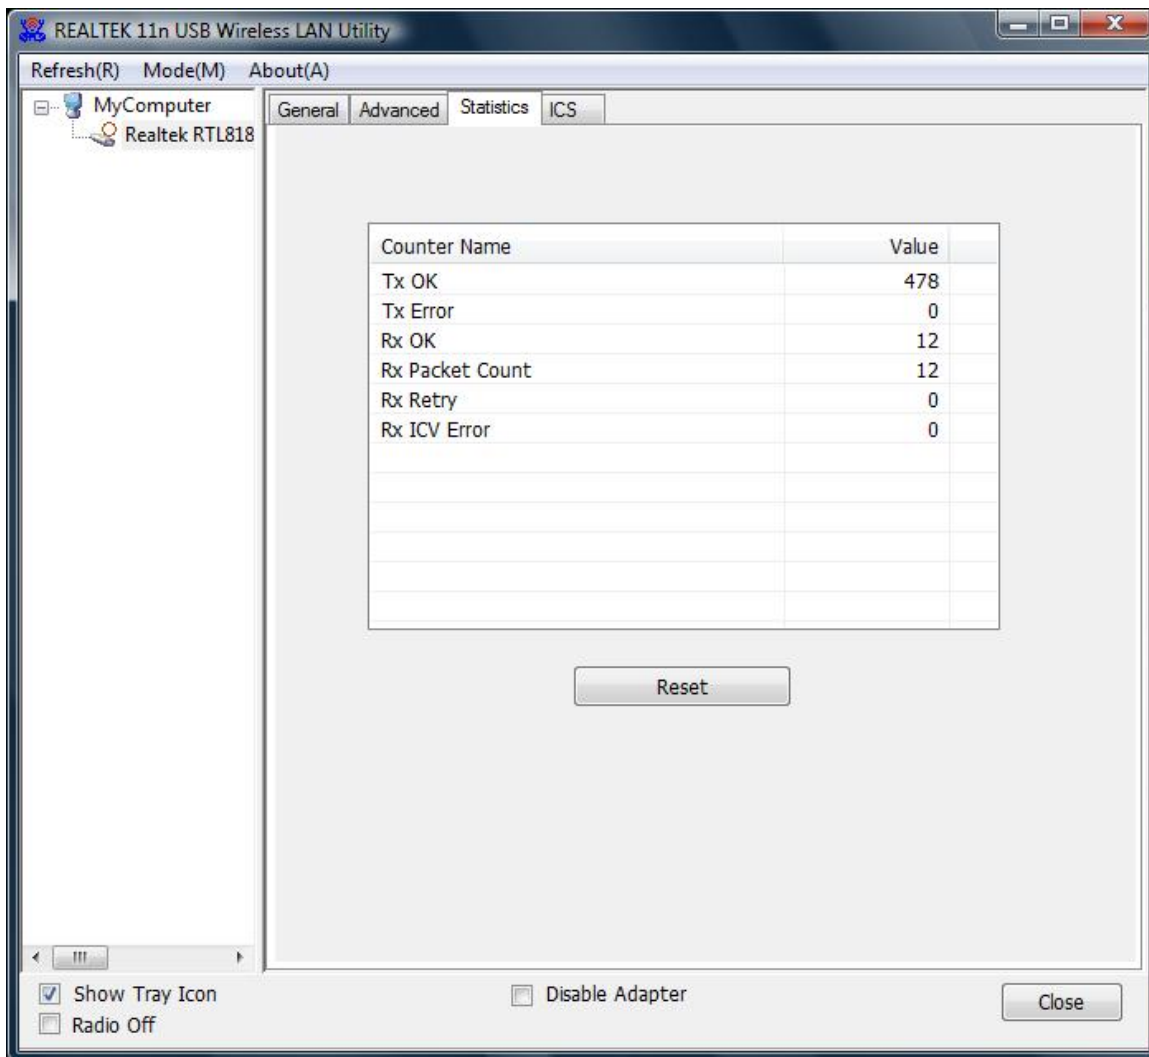 REALTEK 11n USB Wireless LAN Utility
Refresh(R) Mode(M) About(A)
MyComputer
Realtek RTL818
General Advanced Statistics ICS
Counter Name Value
Tx OK 478
Tx Error 0
Rx OK 12
Rx Packet Count 12
Rx Retry 0
Rx ICV Error 0
Reset
Show Tray Icon
Radio Off
Disable Adapter
Close